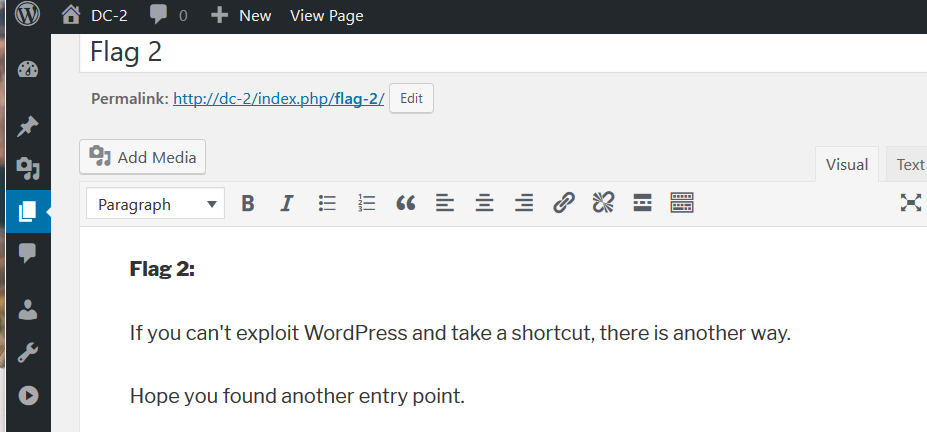 DC-2 0 New View Page
Flag 2
Permalink: http://dc-2/index.php/flag-2/ Edit
Add Media
Visual Text
Paragraph B I
Flag 2:
If you can't exploit WordPress and take a shortcut, there is another way.
Hope you found another entry point.